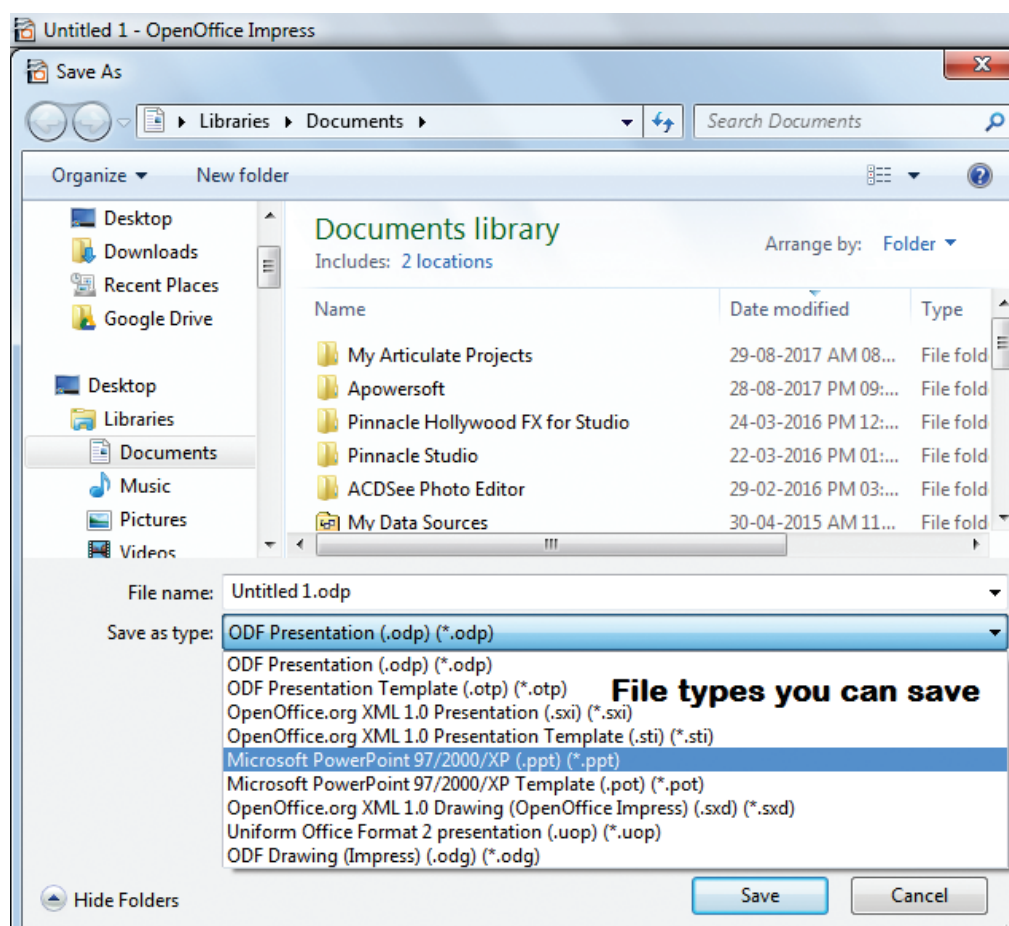 Untitled 1 - OpenOffice Impress
Save As
Libraries Documents
Search Documents
Organize New folder
Desktop
Downloads
Recent Places
Google Drive
Desktop
Libraries
Documents
Music
Pictures
Videos
Documents library
Includes: 2 locations
Arrange by: Folder
Name Date modified Type
My Articulate Projects 29-08-2017 AM 08... File fold
Apowersoft 28-08-2017 PM 09:... File fold
Pinnacle Hollywood FX for Studio 24-03-2016 PM 12:... File fold
Pinnacle Studio 22-03-2016 PM 01:... File fold
ACDSee Photo Editor 29-02-2016 PM 03:... File fold
My Data Sources 30-04-2015 AM 11... File fold
File name: Untitled 1.odp
Save as type: ODF Presentation (.odp) (*.odp)
ODF Presentation (.odp) (*.odp)
ODF Presentation Template (.otp) (*.otp)
File types you can save
OpenOffice.org XML 1.0 Presentation (.sxi) (*.sxi)
OpenOffice.org XML 1.0 Presentation Template (.sti) (*.sti)
Microsoft PowerPoint 97/2000/XP (.ppt) (*.ppt)
Microsoft PowerPoint 97/2000/XP Template (.pot) (*.pot)
OpenOffice.org XML 1.0 Drawing (OpenOffice Impress) (.sxd) (*.sxd)
Uniform Office Format 2 presentation (.uop) (*.uop)
ODF Drawing (Impress) (.odg) (*.odg)
Hide Folders
Save
Cancel